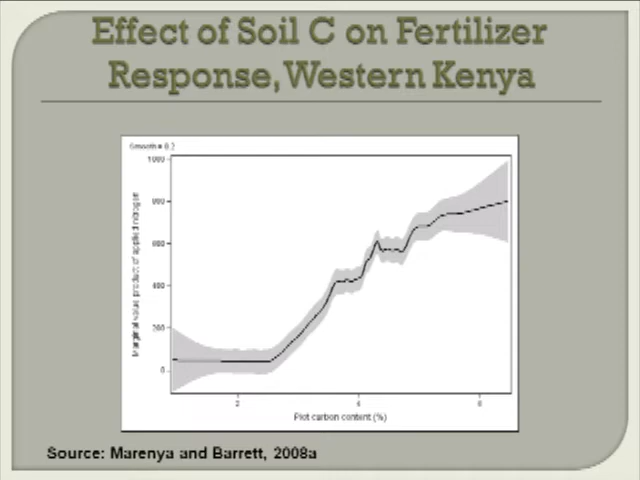 Effect of Soil C on Fertilizer
Response, Western Kenya
Smooth = 0.2
1000
800
600
400
200
0
Marginal value product of applied nitrogen
2
4
6
Plot carbon content (%)
Source: Marenya and Barrett, 2008a